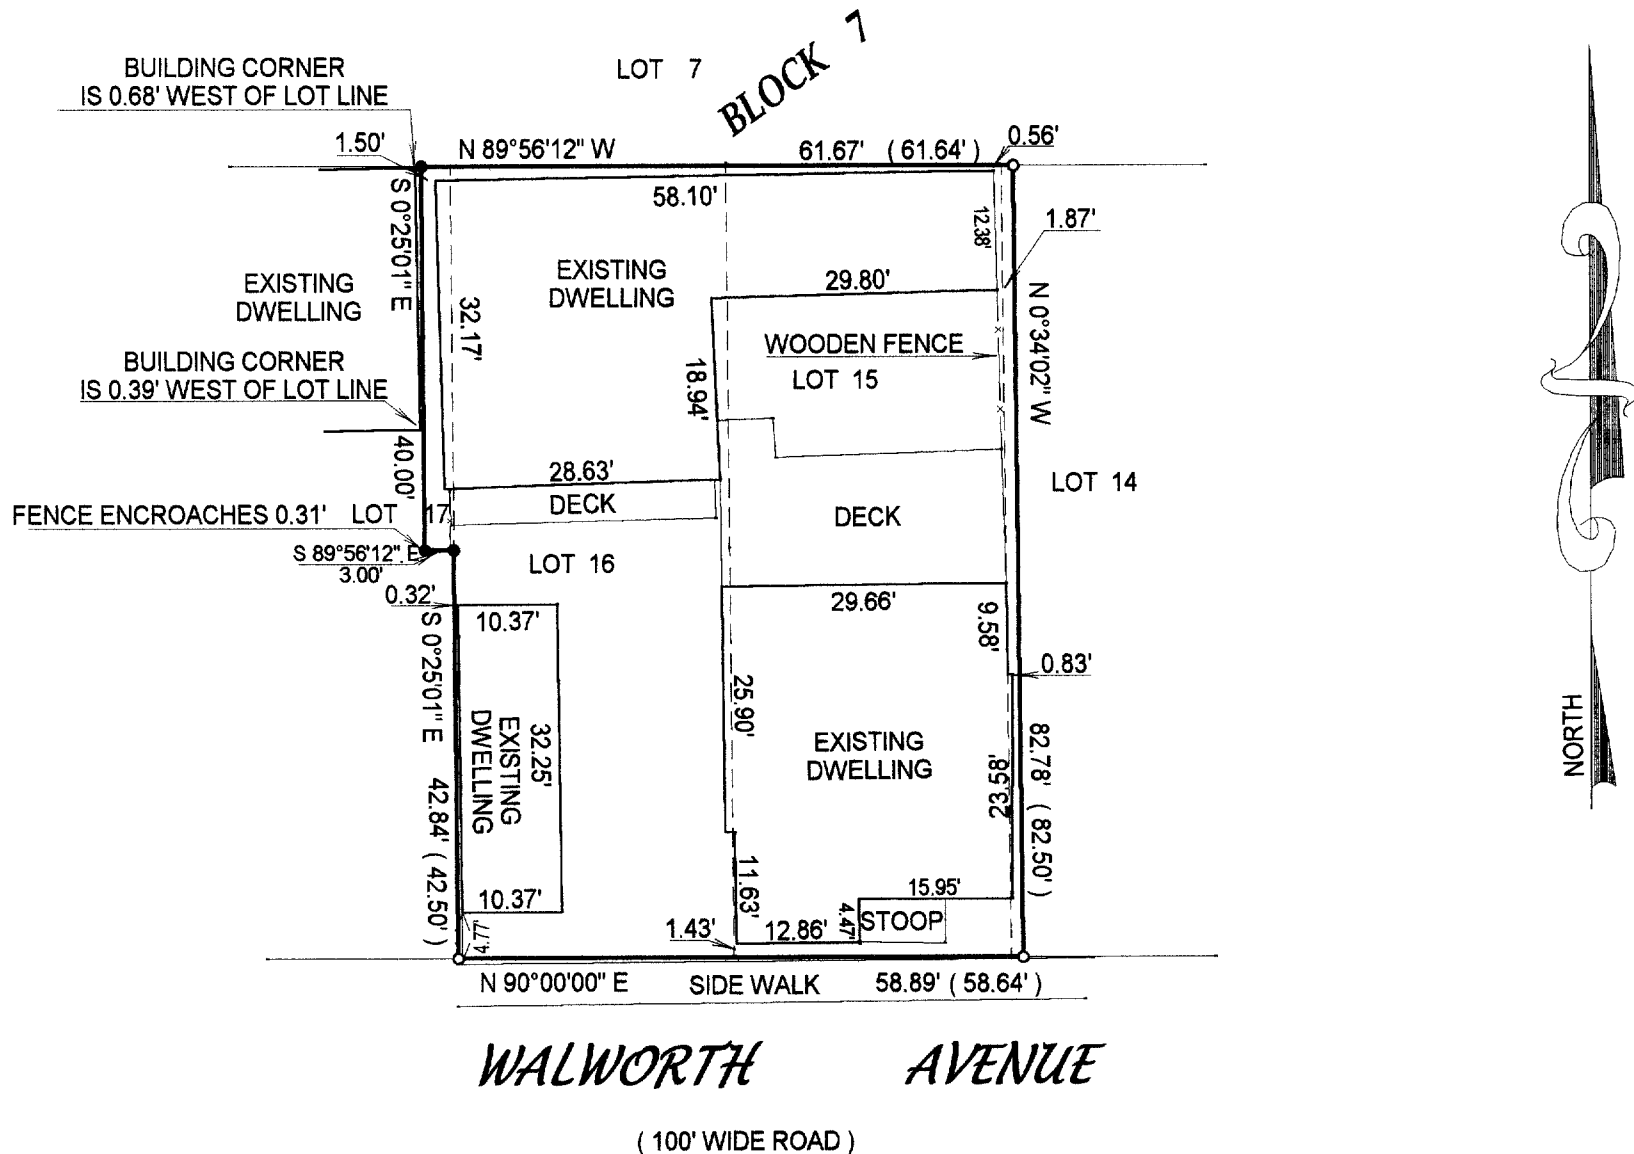 BLOCK 7
LOT 7
BUILDING CORNER
IS 0.68' WEST OF LOT LINE
1.50'
N 89°56'12" W
61.67' ( 61.64' )
0.56'
S 0°25'01" E
58.10'
12.38'
1.87'
EXISTING
DWELLING
EXISTING
DWELLING
29.80'
N 0°34'02" W
32.17'
WOODEN FENCE
BUILDING CORNER
IS 0.39' WEST OF LOT LINE
18.94'
LOT 15
40.00'
28.63'
LOT 14
FENCE ENCROACHES 0.31'
LOT 17
DECK
DECK
S 89°56'12" E
3.00'
LOT 16
0.32'
10.37'
29.66'
9.58'
S 0°25'01" E
0.83'
25.90'
EXISTING
DWELLING
32.25'
EXISTING
DWELLING
23.58'
82.78' ( 82.50' )
42.84' ( 42.50' )
11.63'
15.95'
10.37'
4.47'
STOOP
4.77'
1.43'
12.86'
N 90°00'00" E
SIDE WALK
58.89' ( 58.64' )
WALWORTH AVENUE
( 100' WIDE ROAD )
NORTH